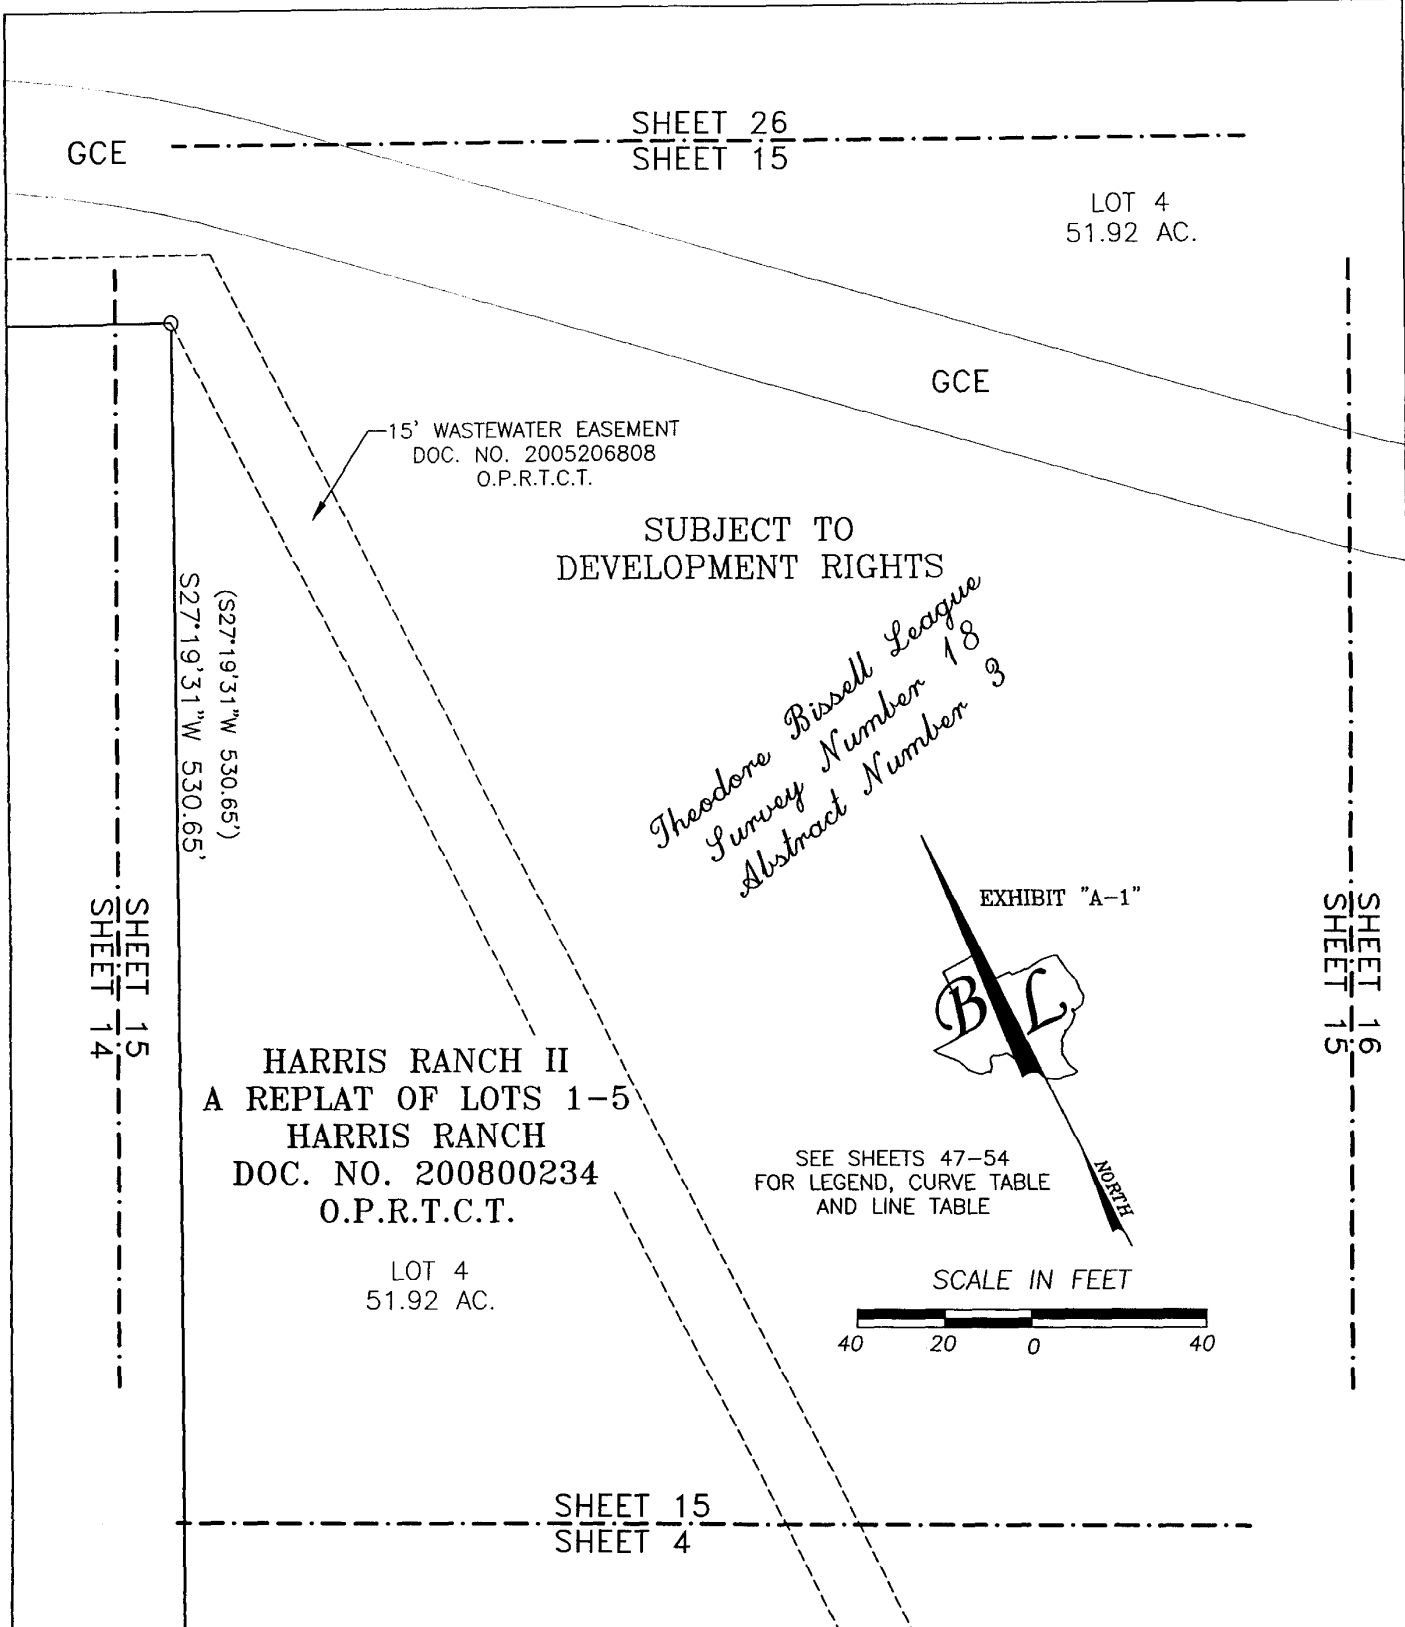 SHEET 26
SHEET 15
GCE
LOT 4
51.92 AC.
GCE
15' WASTEWATER EASEMENT
DOC. NO. 2005206808
O.P.R.T.C.T.
SUBJECT TO
DEVELOPMENT RIGHTS
(S27°19'31"W 530.65')
S27°19'31"W 530.65'
Theodore Bissell League
Survey Number 18
Abstract Number 3
EXHIBIT "A-1"
B L
SHEET 15
SHEET 14
SHEET 16
SHEET 15
HARRIS RANCH II
A REPLAT OF LOTS 1-5
HARRIS RANCH
DOC. NO. 200800234
O.P.R.T.C.T.
LOT 4
51.92 AC.
SEE SHEETS 47-54
FOR LEGEND, CURVE TABLE
AND LINE TABLE
NORTH
SCALE IN FEET
40 20 0 40
SHEET 15
SHEET 4